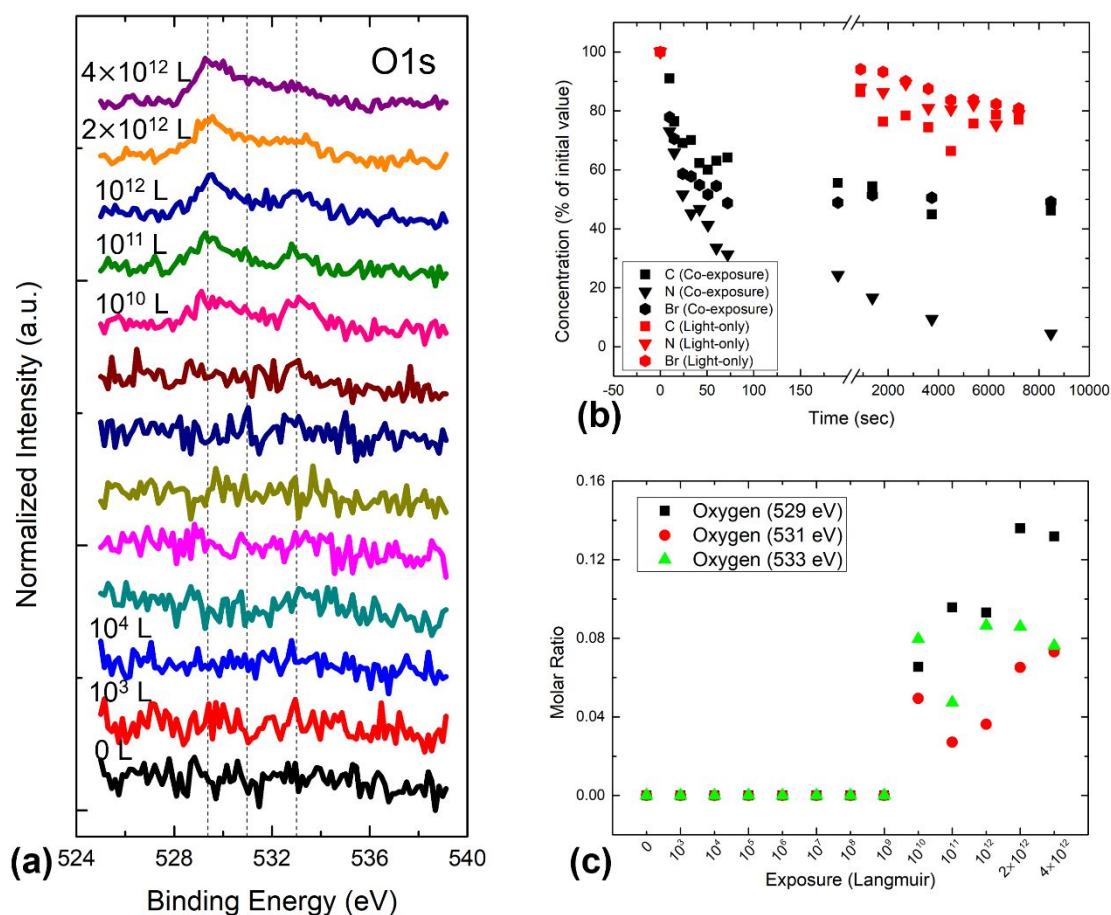 O1s
4×10¹² L
2×10¹² L
10¹² L
10¹¹ L
10¹⁰ L
10⁴ L
10³ L
0 L
Normalized Intensity (a.u.)
524 528 532 536 540
Binding Energy (eV)
(a)
100
80
60
40
20
0
Concentration (% of initial value)
C (Co-exposure)
N (Co-exposure)
Br (Co-exposure)
C (Light-only)
N (Light-only)
Br (Light-only)
-50 0 50 100 150 2000 4000 6000 8000 10000
Time (sec)
(b)
0.16
0.12
0.08
0.04
0.00
Molar Ratio
Oxygen (529 eV)
Oxygen (531 eV)
Oxygen (533 eV)
0 10³ 10⁴ 10⁵ 10⁶ 10⁷ 10⁸ 10⁹ 10¹⁰ 10¹¹ 10¹² 2×10¹² 4×10¹²
Exposure (Langmuir)
(c)